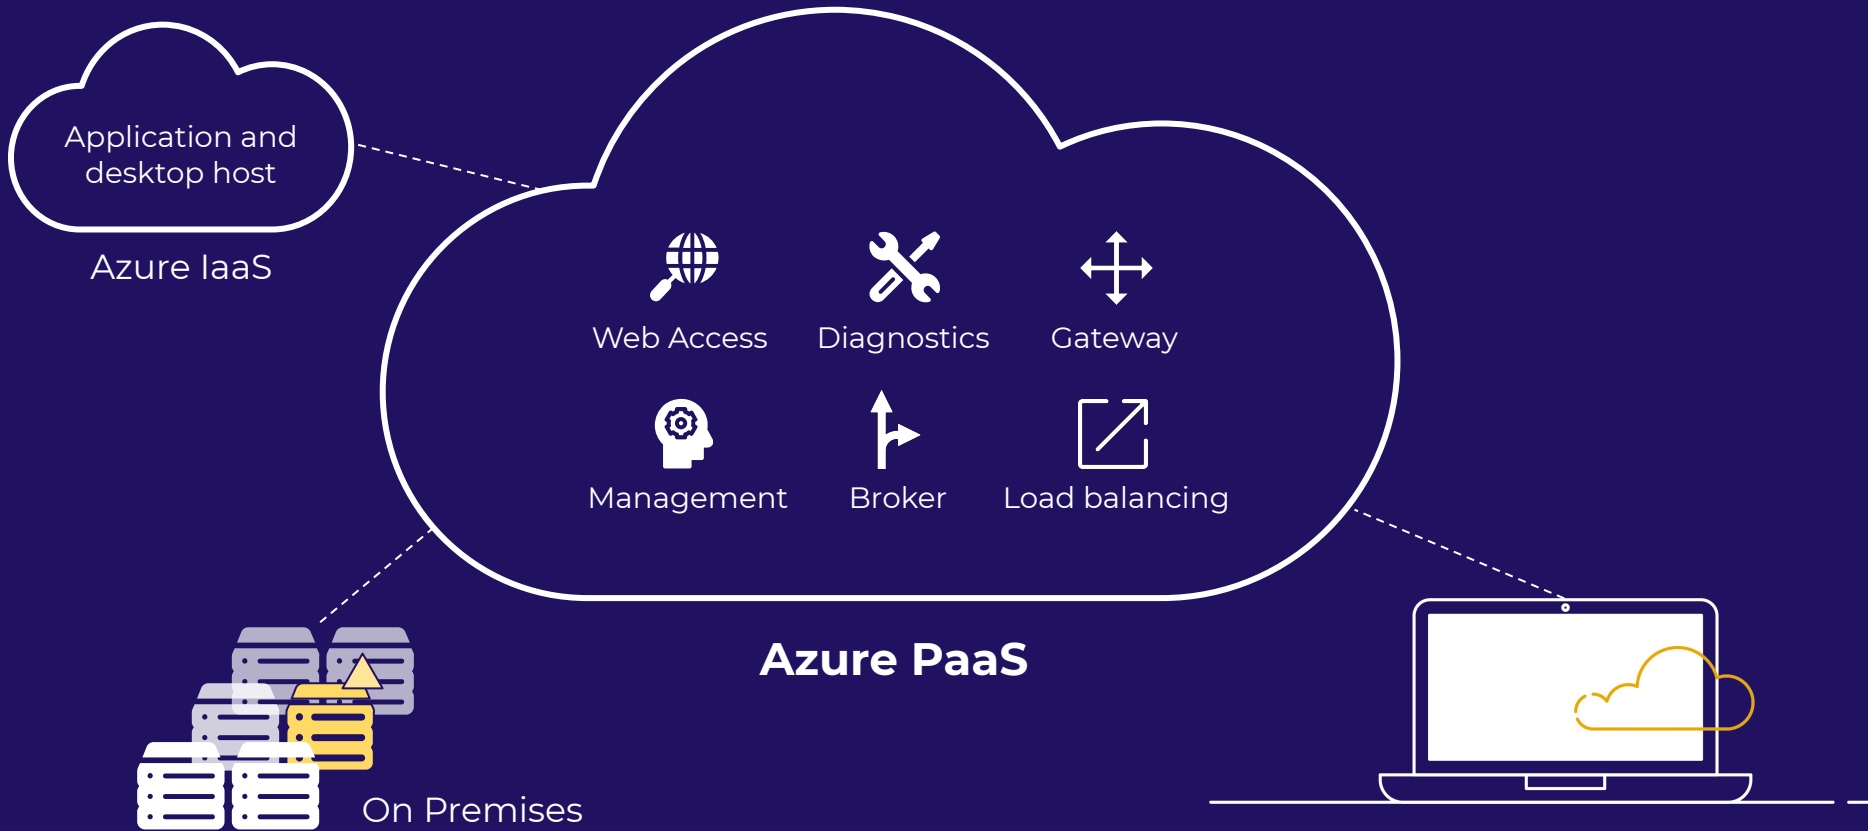 Application and
desktop host
Azure IaaS
Web Access
Diagnostics
Gateway
Management
Broker
Load balancing
Azure PaaS
On Premises